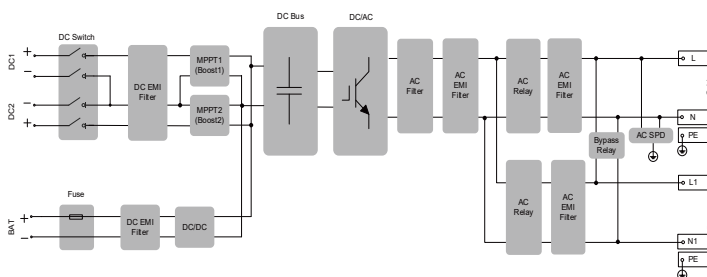 DC Bus
DC/AC
DC Switch
DC1
+
−
DC2
−
+
DC EMI
Filter
MPPT1
(Boost1)
MPPT2
(Boost2)
AC
Filter
AC
EMI
Filter
AC
Relay
AC
EMI
Filter
L
N
PE
Bypass
Relay
AC SPD
Fuse
BAT
+
−
DC EMI
Filter
DC/DC
AC
Relay
AC
EMI
Filter
L1
N1
PE